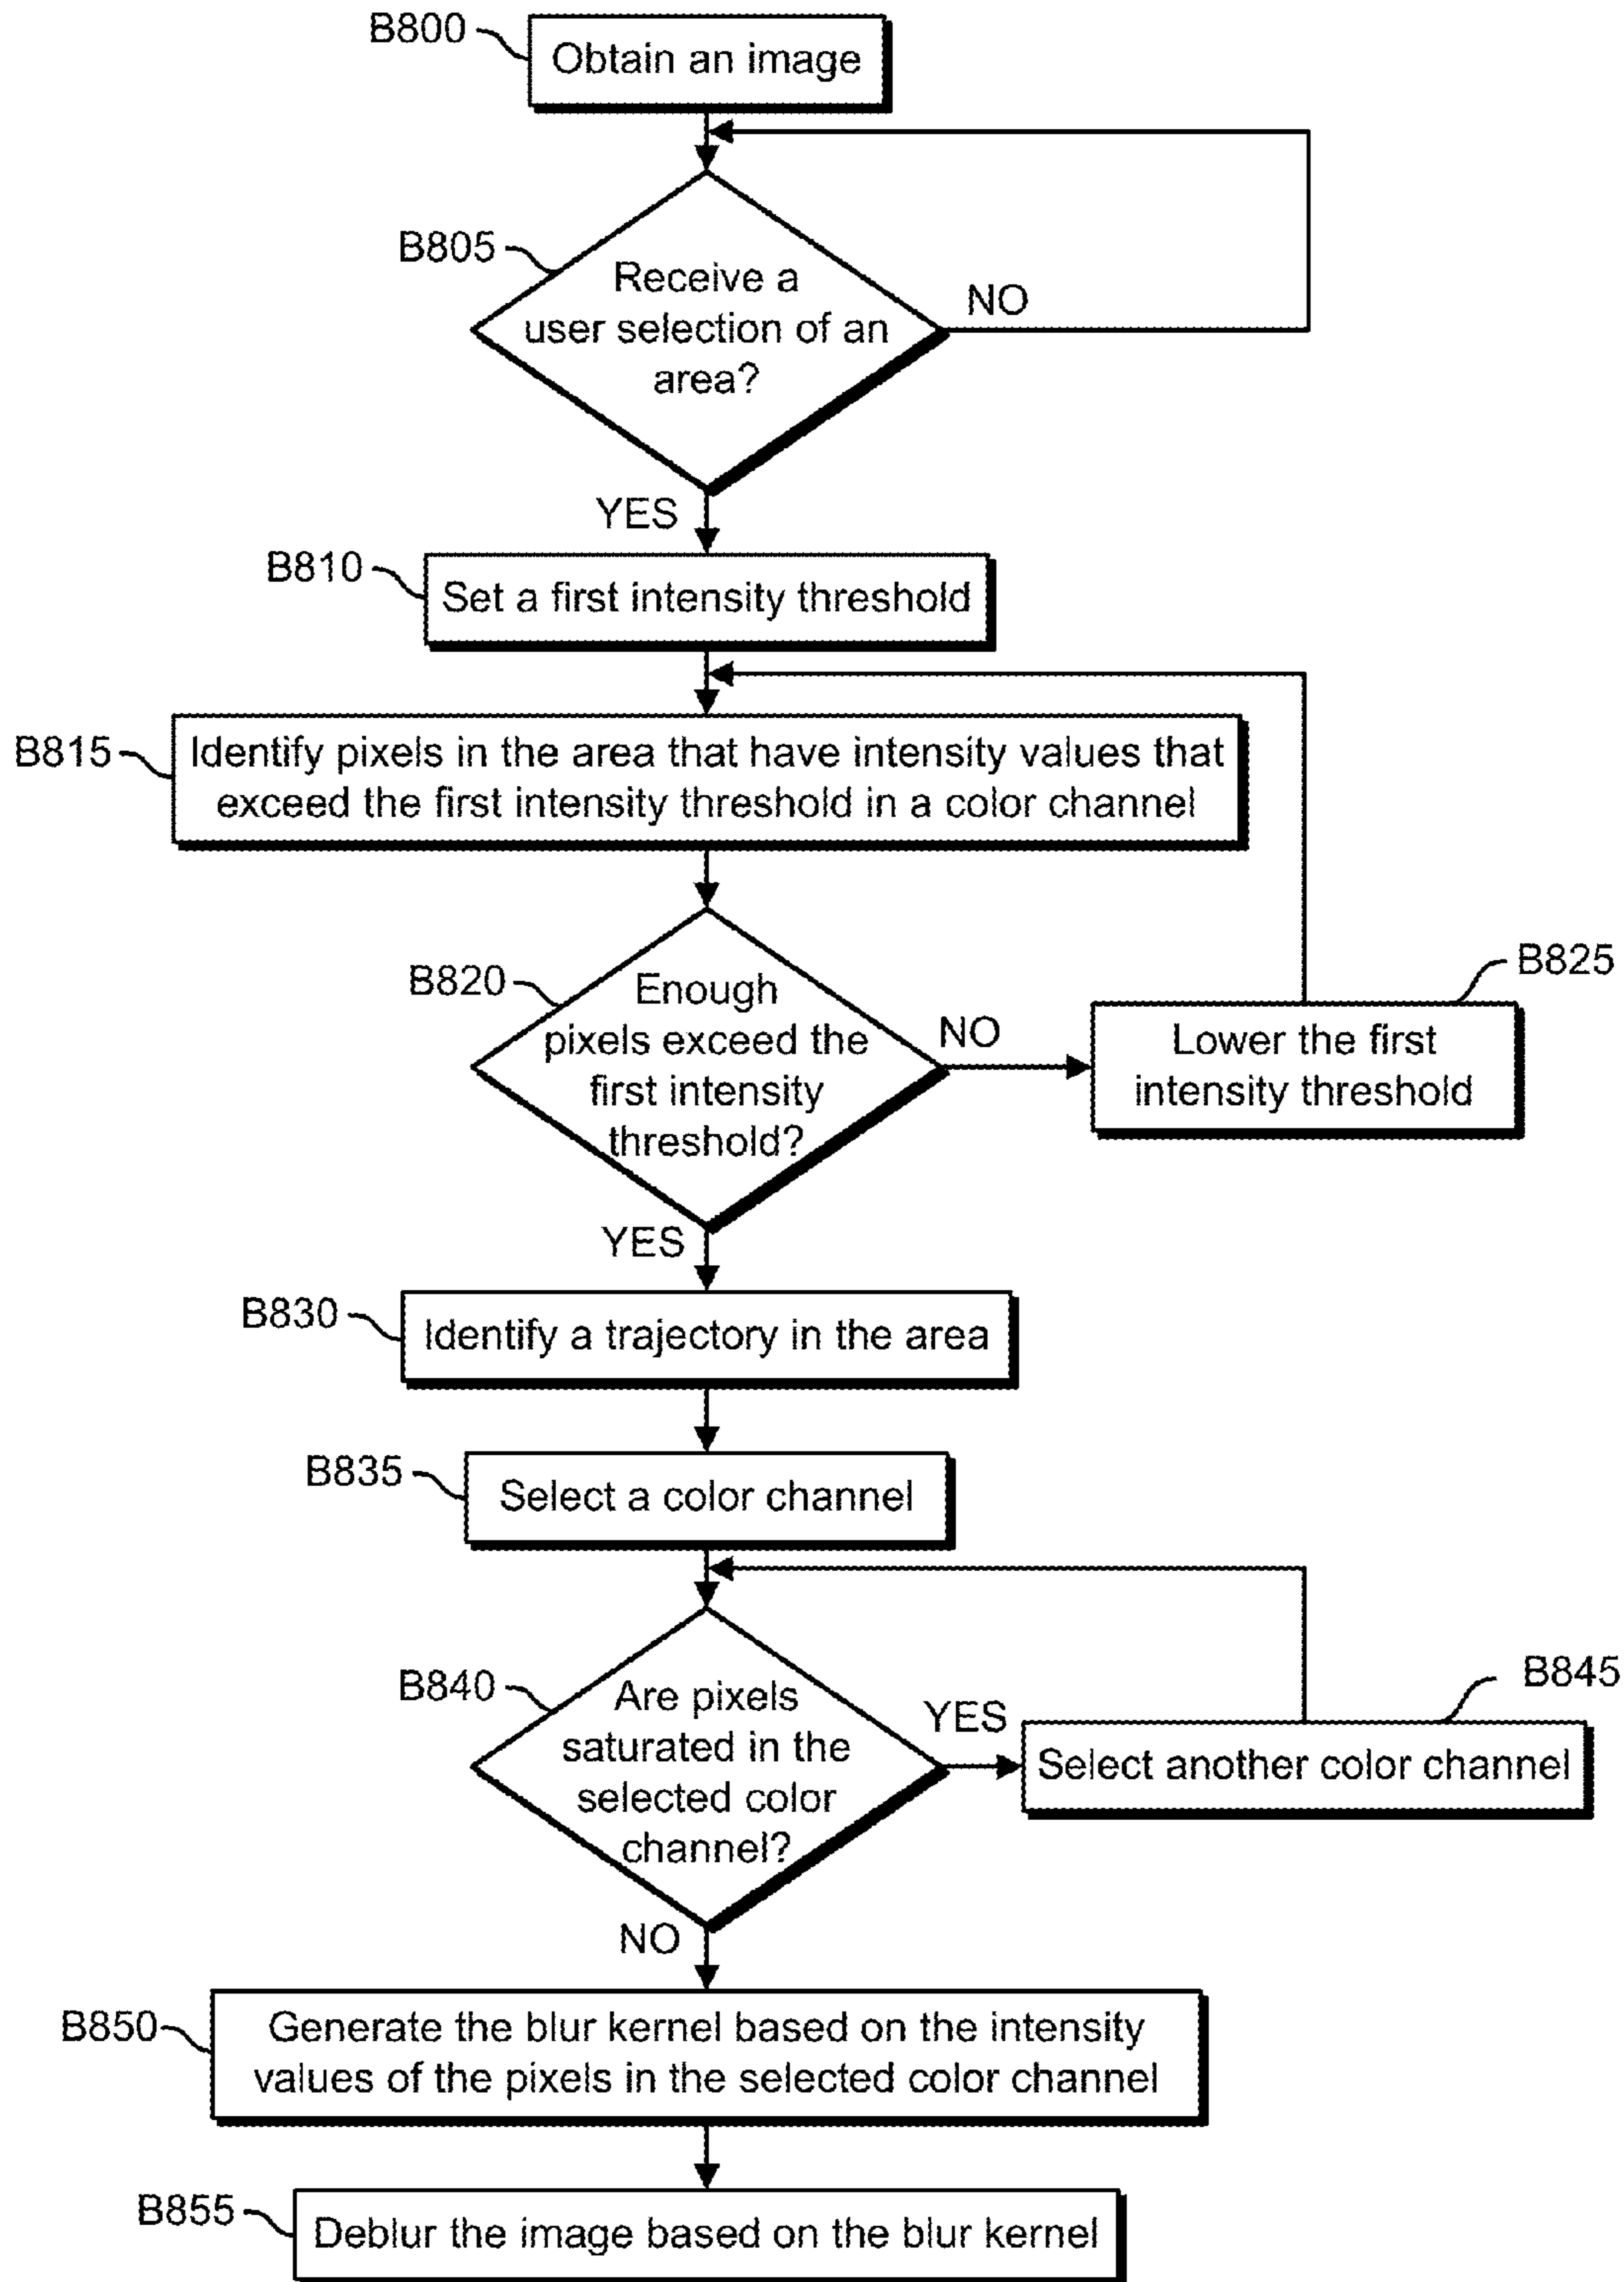 B800
Obtain an image
B805
Receive a
user selection of an
area?
NO
YES
B810
Set a first intensity threshold
B815
Identify pixels in the area that have intensity values that
exceed the first intensity threshold in a color channel
B820
Enough
pixels exceed the
first intensity
threshold?
NO
B825
Lower the first
intensity threshold
YES
B830
Identify a trajectory in the area
B835
Select a color channel
B840
Are pixels
saturated in the
selected color
channel?
YES
B845
Select another color channel
NO
B850
Generate the blur kernel based on the intensity
values of the pixels in the selected color channel
B855
Deblur the image based on the blur kernel